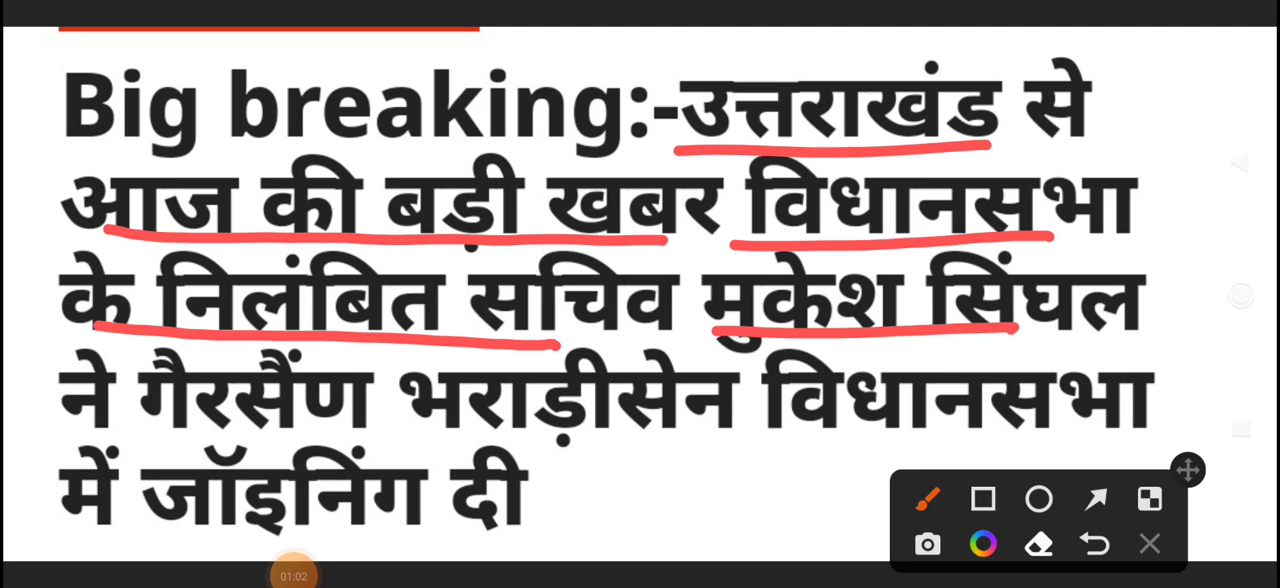 Big breaking:-उत्तराखंड से
आज की बड़ी खबर विधानसभा
के निलंबित सचिव मुकेश सिंघल
ने गैरसैंण भराड़ीसेन विधानसभा
में जॉइनिंग दी
01:02